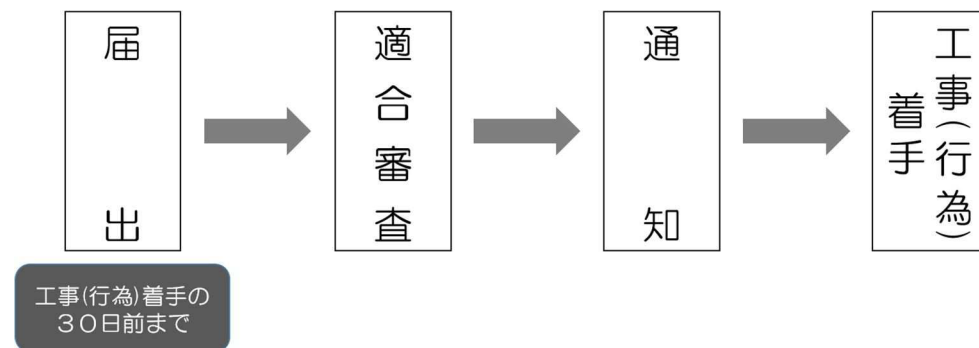 届出
適合審査
通知
工事(行為)
着手
工事(行為)着手の
30日前まで